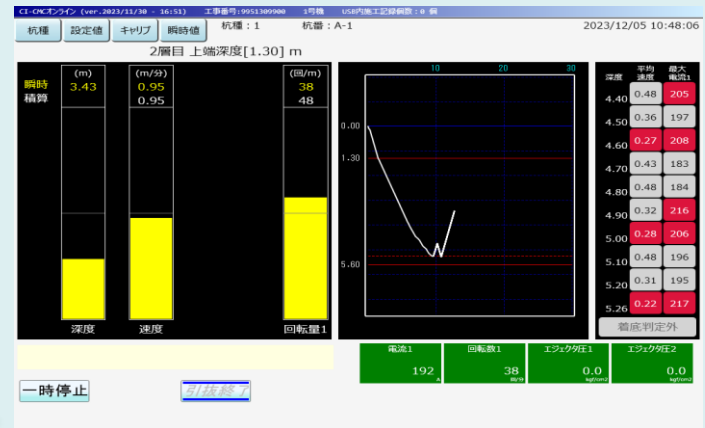 CI-CMCオンライン (ver.2023/11/30 - 16:51) 工事番号:9951309900 1号機 USB内施工記録個数:0 個
杭種 設定値 キャリブ 瞬時値 杭種:1 杭番:A-1 2023/12/05 10:48:06
2層目 上端深度[1.30] m
(m) (m/分) (回/m)
瞬時 3.43 0.95 38
積算 0.95 48
深度 速度 回転量1
10 20 30
0.00
1.30
5.60
深度 平均速度 最大電流1
4.40 0.48 205
4.50 0.36 197
4.60 0.27 208
4.70 0.43 183
4.80 0.48 184
4.90 0.32 216
5.00 0.28 206
5.10 0.48 196
5.20 0.31 195
5.26 0.22 217
着底判定外
電流1 回転数1 エジェクタ圧1 エジェクタ圧2
192 38 0.0 0.0
A 回/分 kgf/cm2 kgf/cm2
一時停止 引抜終了